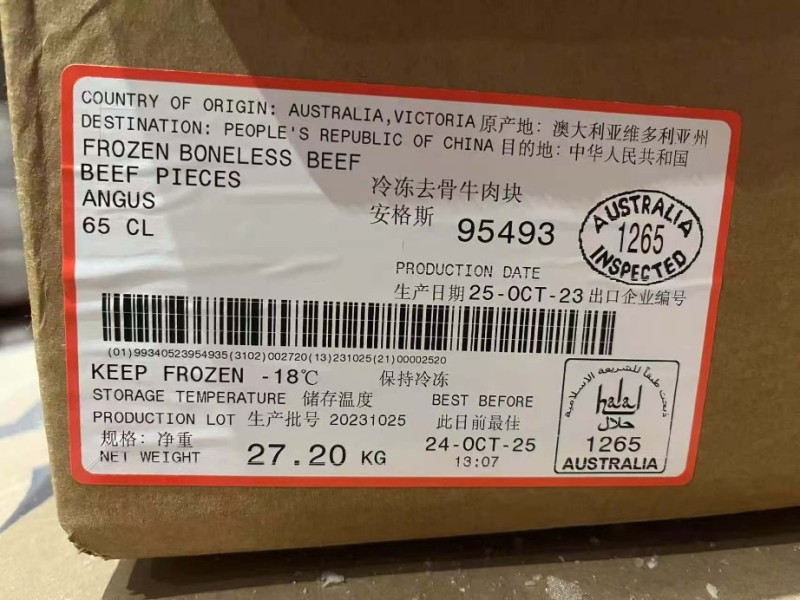 COUNTRY OF ORIGIN: AUSTRALIA,VICTORIA 原产地: 澳大利亚维多利亚州
DESTINATION: PEOPLE'S REPUBLIC OF CHINA 目的地: 中华人民共和国
FROZEN BONELESS BEEF
BEEF PIECES 冷冻去骨牛肉块
ANGUS 安格斯 95493
65 CL
AUSTRALIA
1265
INSPECTED
PRODUCTION DATE
生产日期 25-OCT-23 出口企业编号
(01)99340523954935(3102)002720(13)231025(21)00002520
KEEP FROZEN -18℃ 保持冷冻
STORAGE TEMPERATURE 储存温度 BEST BEFORE
PRODUCTION LOT 生产批号 20231025 此日前最佳
规格: 净重 24-OCT-25
NET WEIGHT 27.20 KG 13:07
halal
حلال
1265
AUSTRALIA